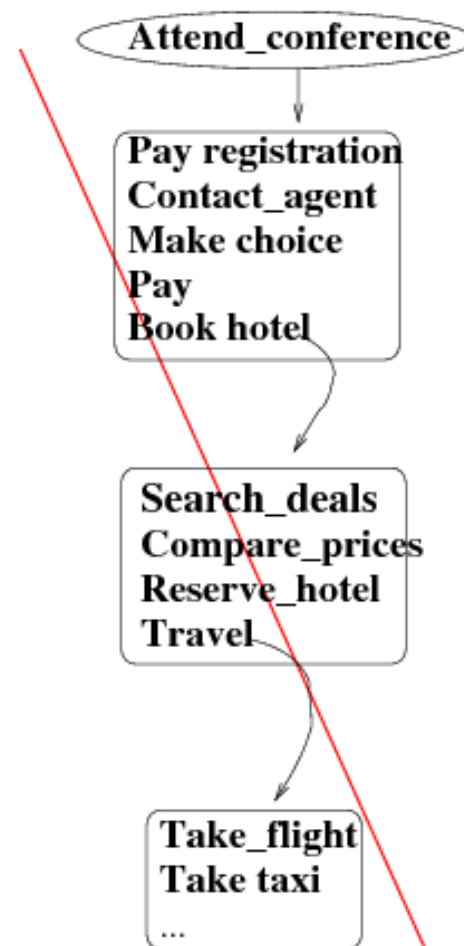 Attend_conference
Pay registration
Contact_agent
Make choice
Pay
Book hotel
Search_deals
Compare_prices
Reserve_hotel
Travel
Take_flight
Take taxi
...